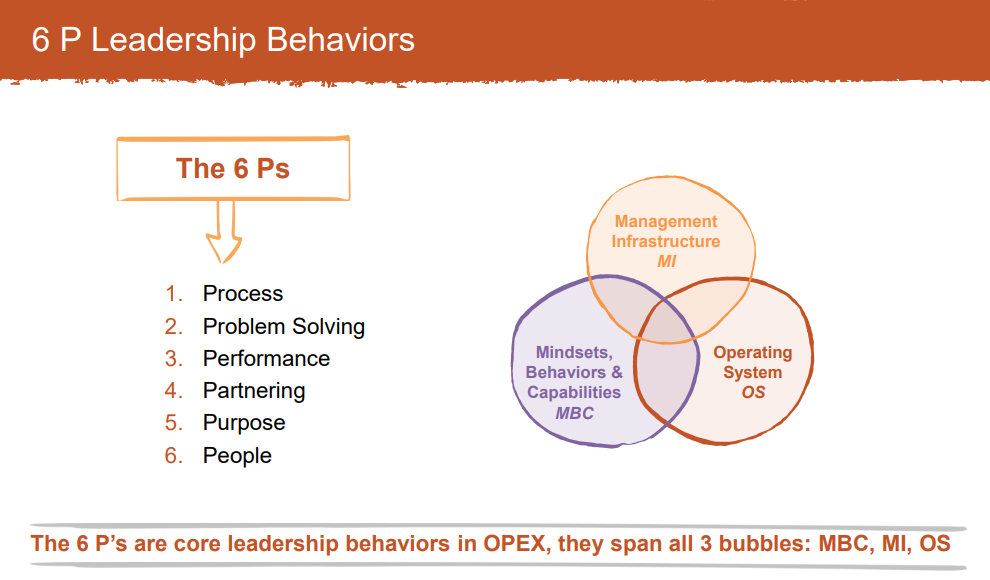 6 P Leadership Behaviors
The 6 Ps
1. Process
2. Problem Solving
3. Performance
4. Partnering
5. Purpose
6. People
Management
Infrastructure
MI
Mindsets,
Behaviors &
Capabilities
MBC
Operating
System
OS
The 6 P’s are core leadership behaviors in OPEX, they span all 3 bubbles: MBC, MI, OS